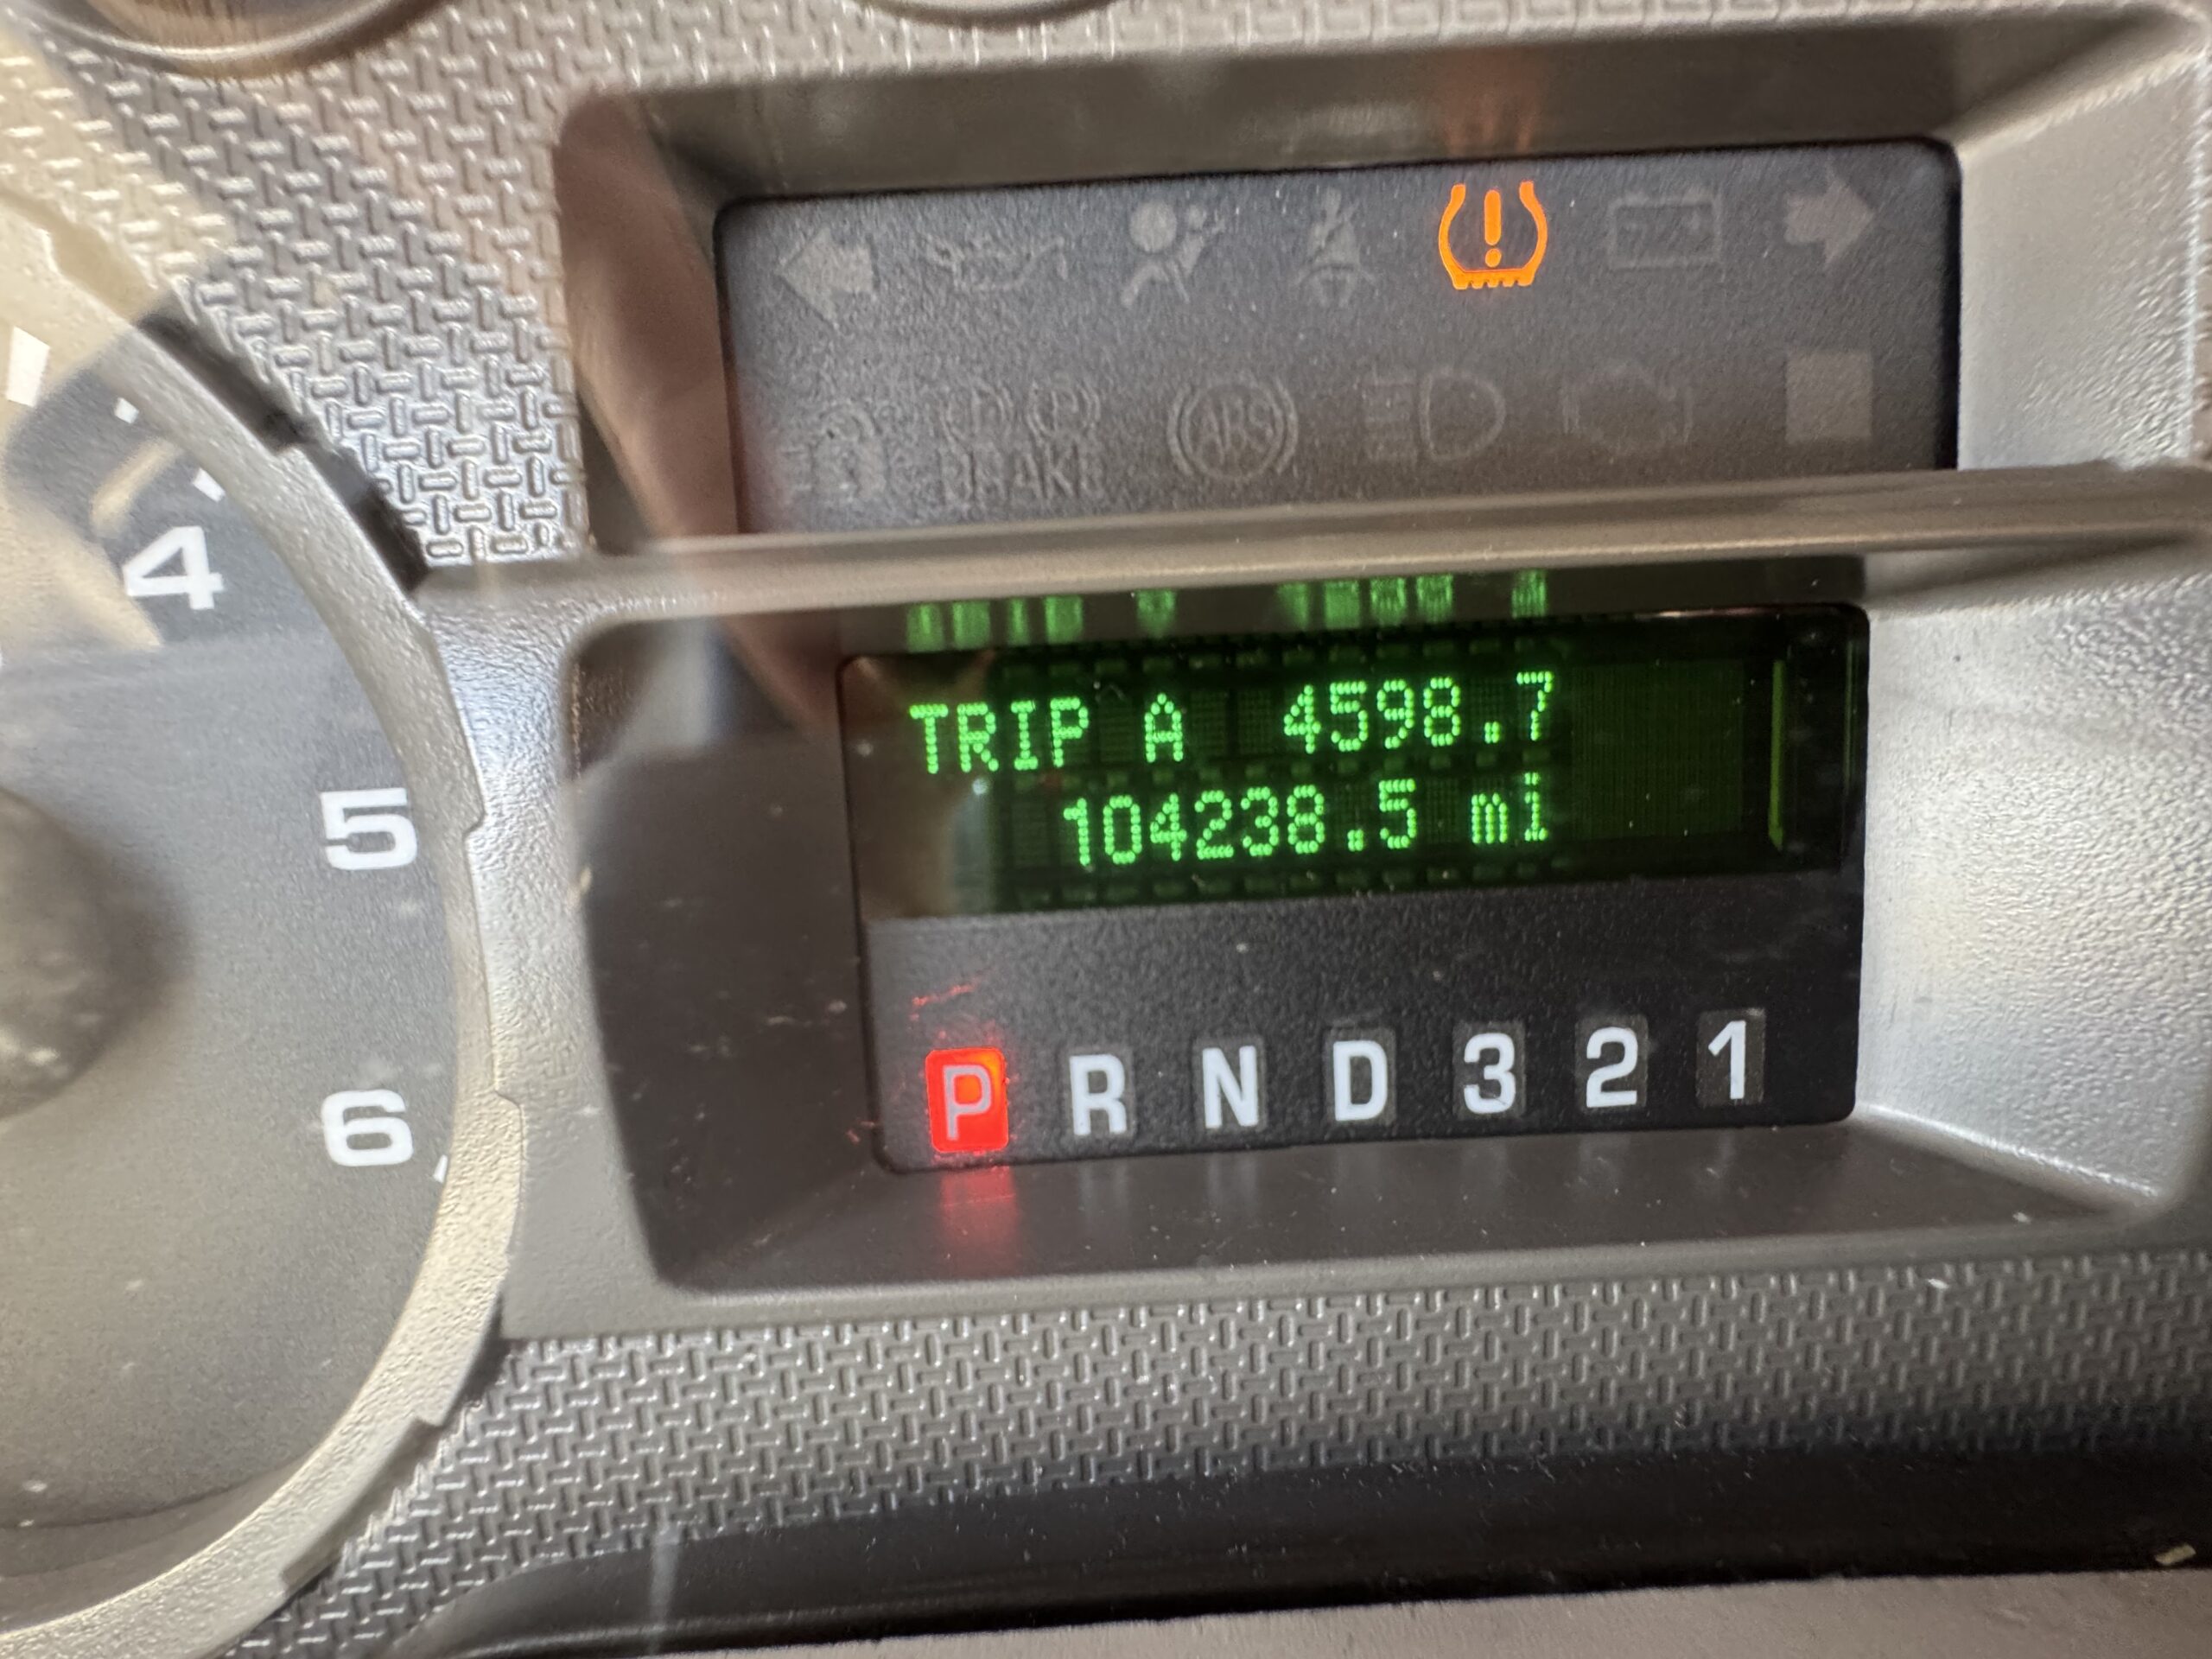 4
5
6
BRAKE
ABS
TRIP A 4598.7
104238.5 mi
P R N D 3 2 1